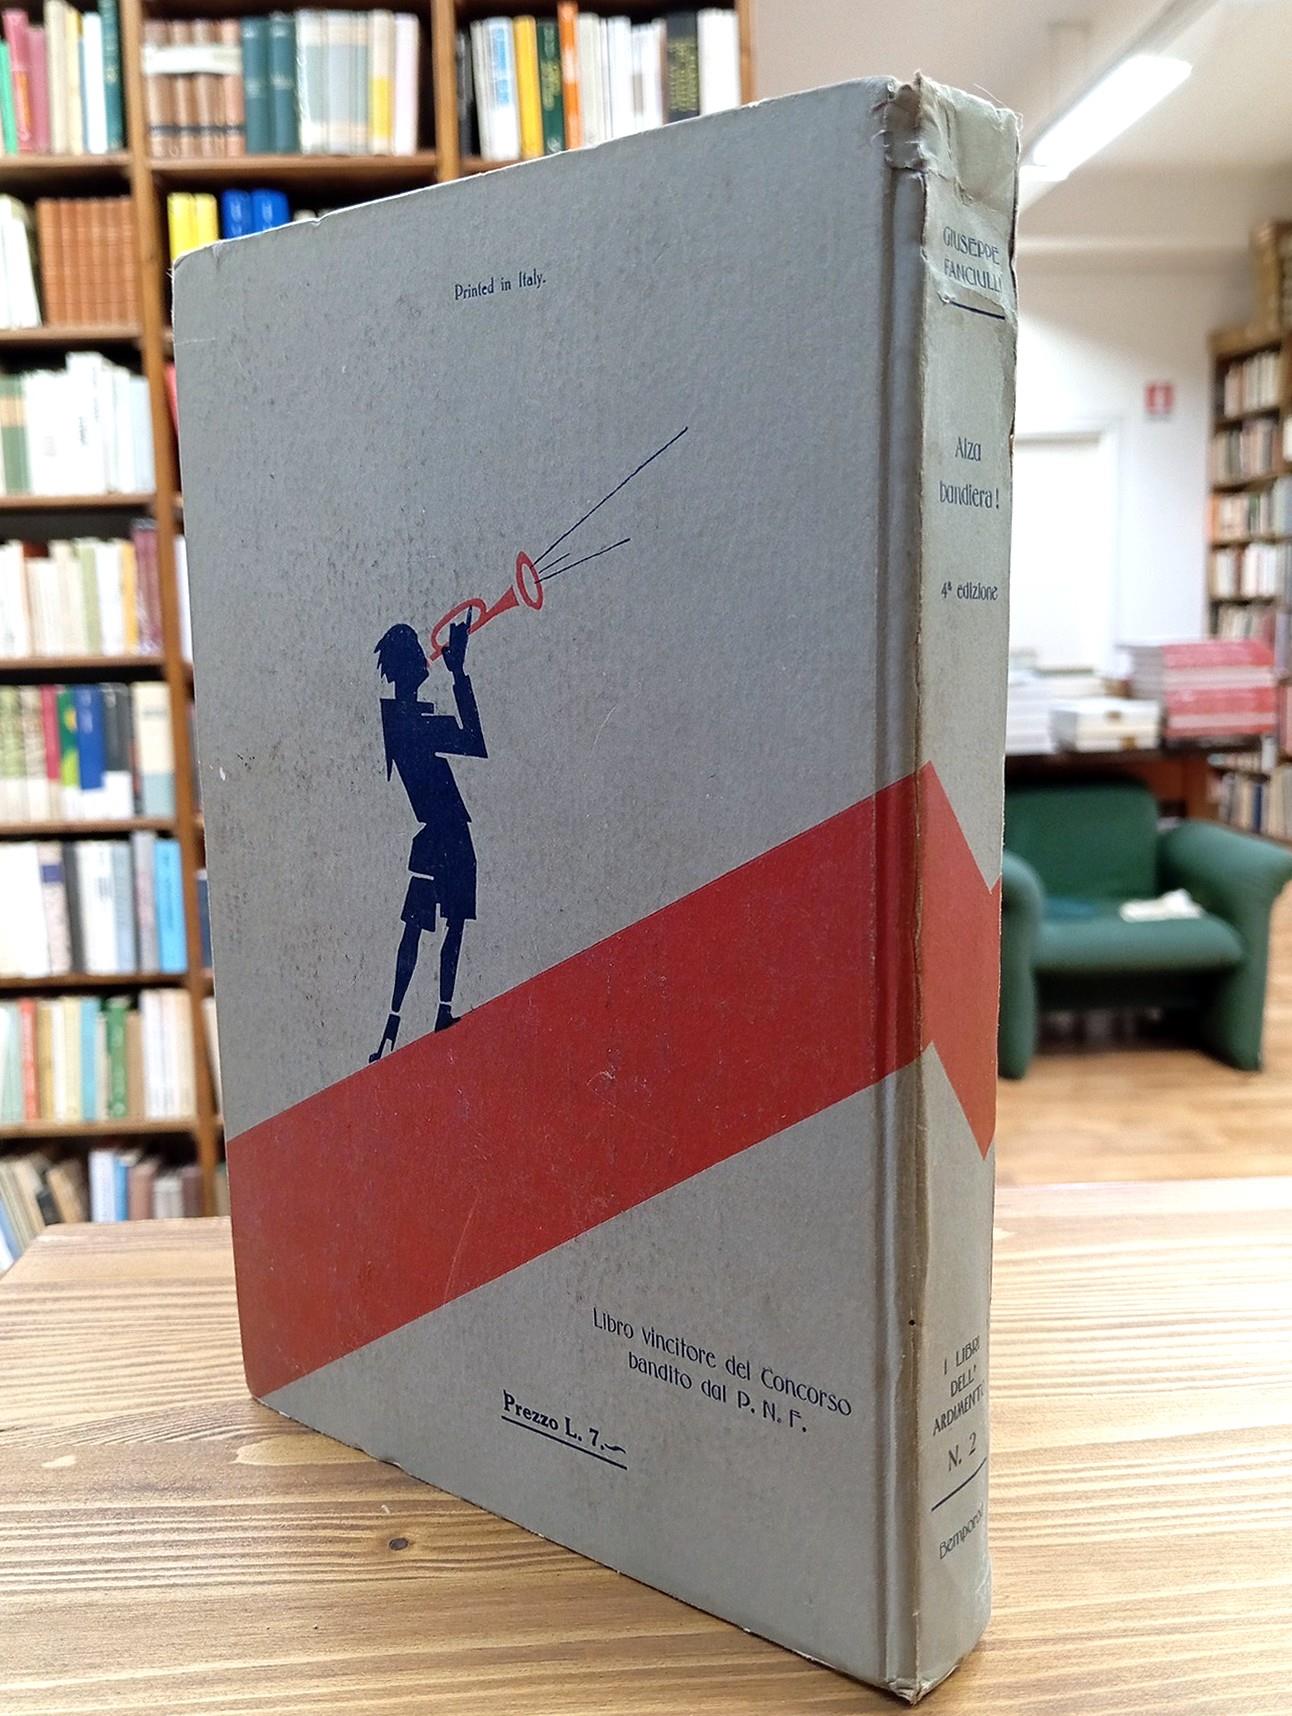 Printed in Italy.
Libro vincitore del Concorso
bandito dal P. N. F.
Prezzo L. 7.~
GIUSEPPE
FANCIULLI
Alza
bandiera!
4ª edizione
I LIBRI
DELL'
ARDIMENTO
N. 2
Bemporad